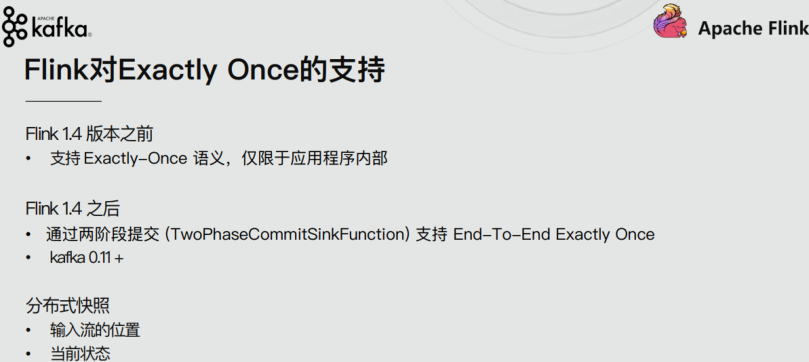 APACHE
kafka®
Apache Flink
Flink对Exactly Once的支持
Flink 1.4 版本之前
• 支持 Exactly-Once 语义，仅限于应用程序内部
Flink 1.4 之后
• 通过两阶段提交 (TwoPhaseCommitSinkFunction) 支持 End-To-End Exactly Once
• kafka 0.11 +
分布式快照
• 输入流的位置
• 当前状态